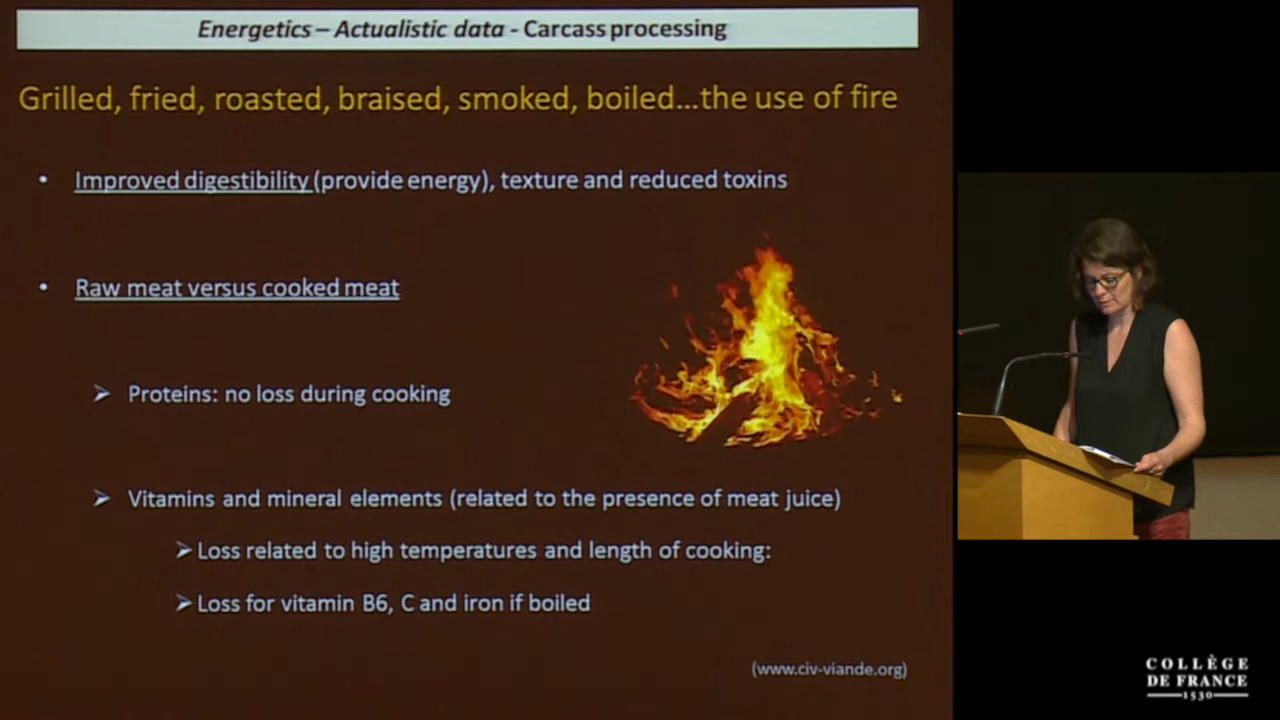 Energetics – Actualistic data - Carcass processing
Grilled, fried, roasted, braised, smoked, boiled...the use of fire
• Improved digestibility (provide energy), texture and reduced toxins
• Raw meat versus cooked meat
➢ Proteins: no loss during cooking
➢ Vitamins and mineral elements (related to the presence of meat juice)
➢ Loss related to high temperatures and length of cooking:
➢ Loss for vitamin B6, C and iron if boiled
(www.civ-viande.org)
COLLÈGE
DE FRANCE
1530